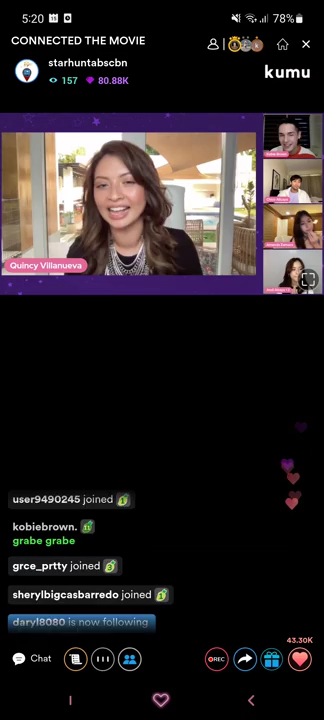 5:20
78%
CONNECTED THE MOVIE
starhuntabscbn
157
80.88K
kumu
Quincy Villanueva
user9490245 joined
kobiebrown.
grabe grabe
grce_prtty joined
sherylbigcasbarredo joined
daryl8080 is now following
43.30K
Chat
REC